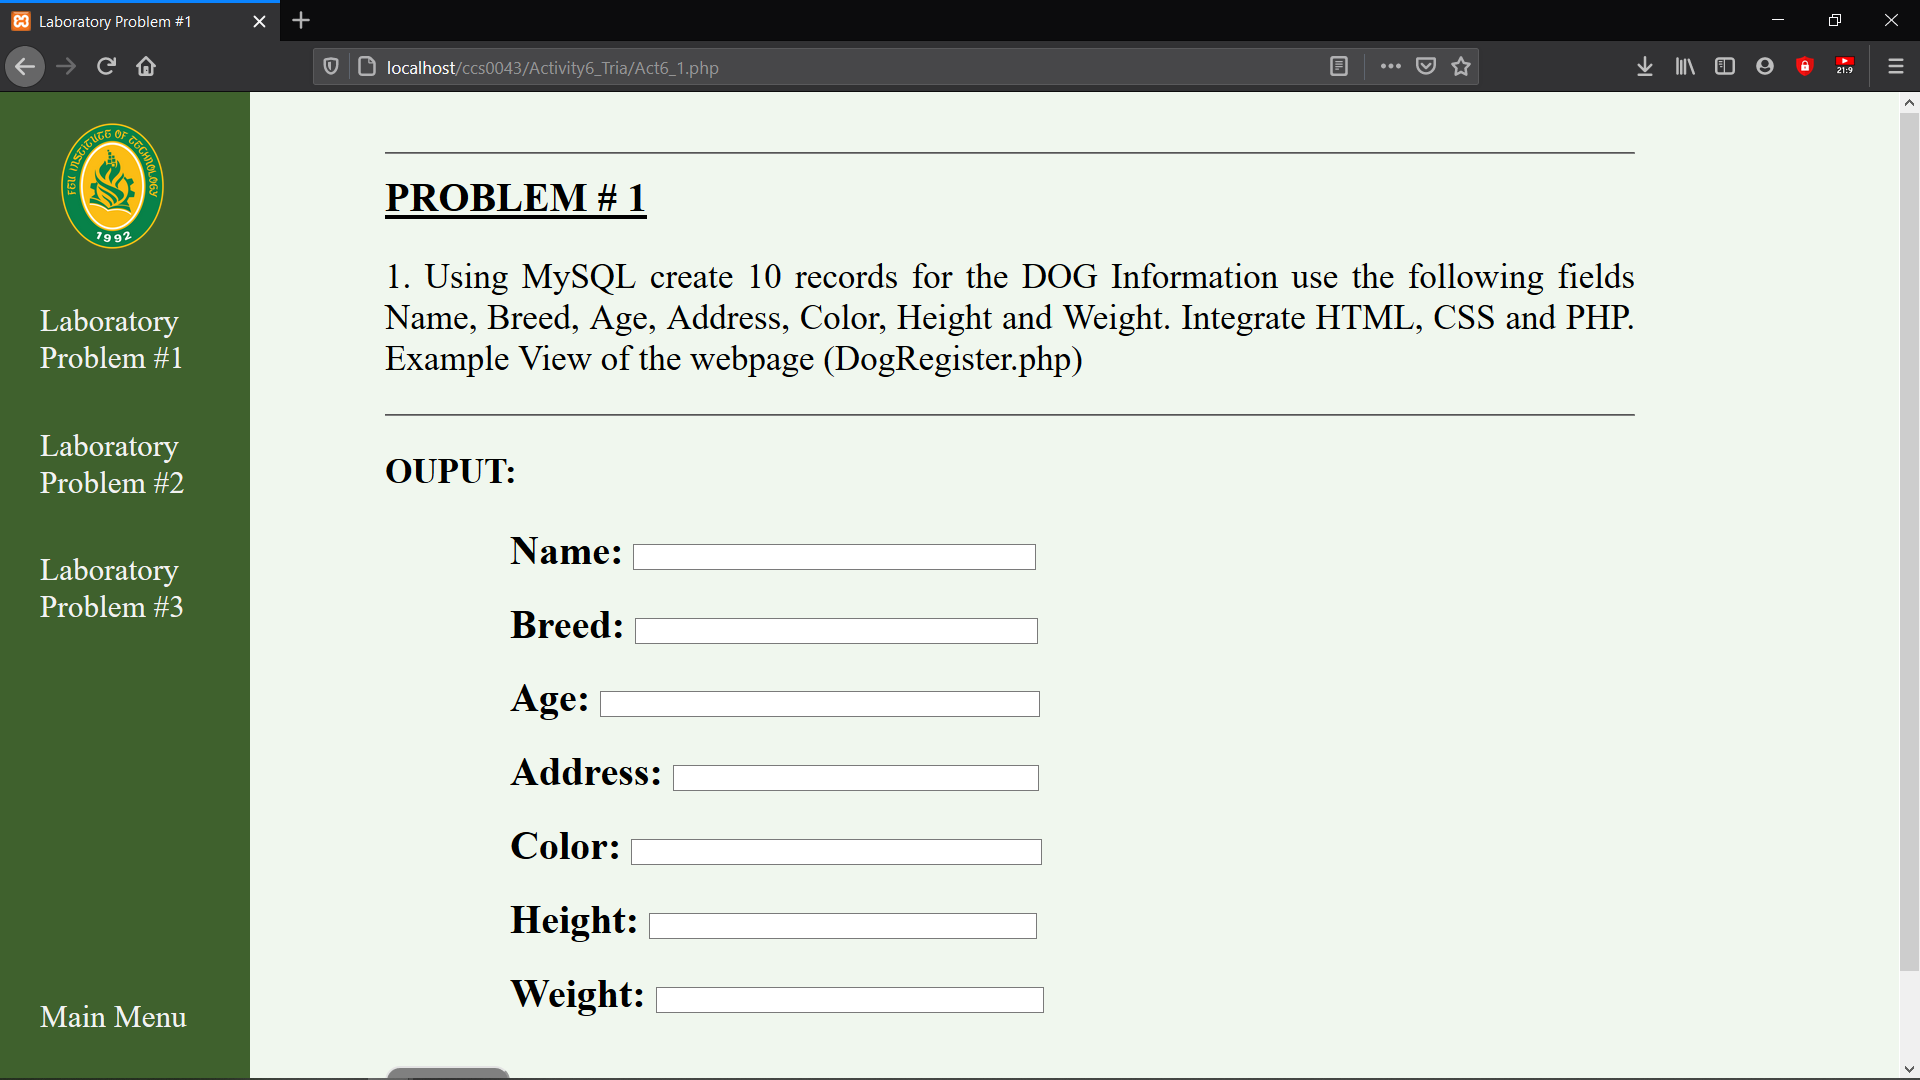 Laboratory Problem #1
localhost/ccs0043/Activity6_Tria/Act6_1.php
21:9
FEU INSTITUTE OF TECHNOLOGY
1992
Laboratory
Problem #1
Laboratory
Problem #2
Laboratory
Problem #3
Main Menu
PROBLEM # 1
1. Using MySQL create 10 records for the DOG Information use the following fields
Name, Breed, Age, Address, Color, Height and Weight. Integrate HTML, CSS and PHP.
Example View of the webpage (DogRegister.php)
OUPUT:
Name:
Breed:
Age:
Address:
Color:
Height:
Weight: